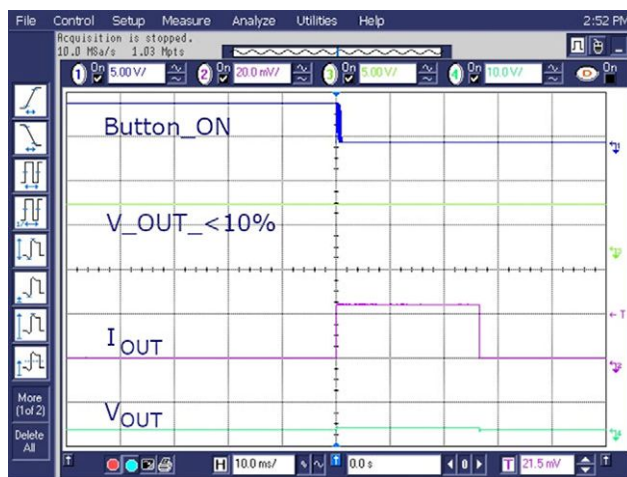 File Control Setup Measure Analyze Utilities Help 2:52 PM
Acquisition is stopped.
10.0 MSa/s 1.03 Mpts
1 On 5.00 V/ 2 On 20.0 mV/ 3 On 5.00 V/ 4 On 10.0 V/ D On
Button_ON
V_OUT_<10%
T
IOUT
VOUT
More
(1of 2)
Delete
All
H 10.0 ms/ 0.0 s 0 T 21.5 mV